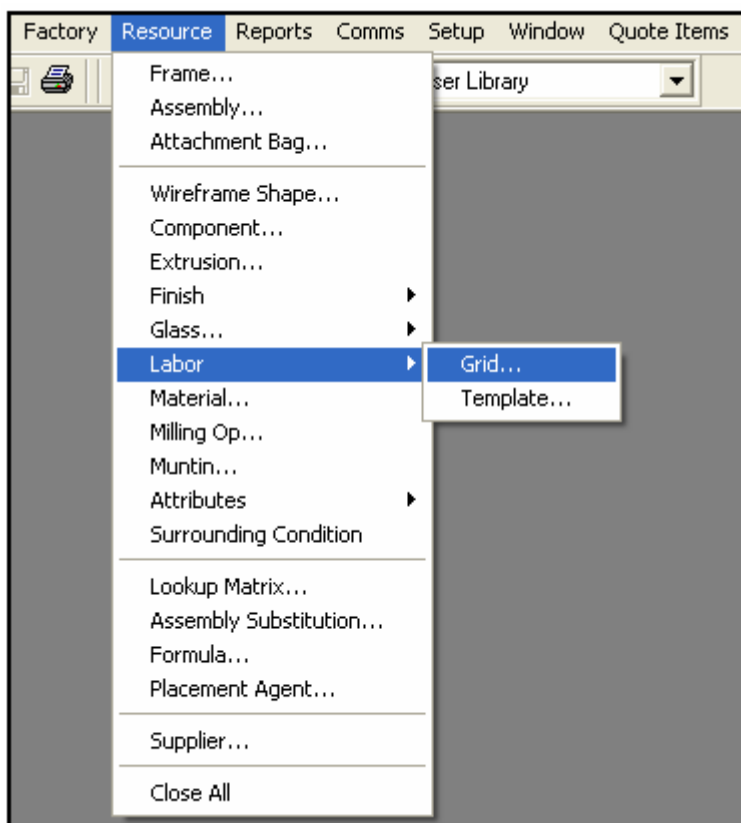 Factory Resource Reports Comms Setup Window Quote Items
ser Library
Frame...
Assembly...
Attachment Bag...
Wireframe Shape...
Component...
Extrusion...
Finish
Glass...
Labor
Grid...
Material...
Template...
Milling Op...
Muntin...
Attributes
Surrounding Condition
Lookup Matrix...
Assembly Substitution...
Formula...
Placement Agent...
Supplier...
Close All